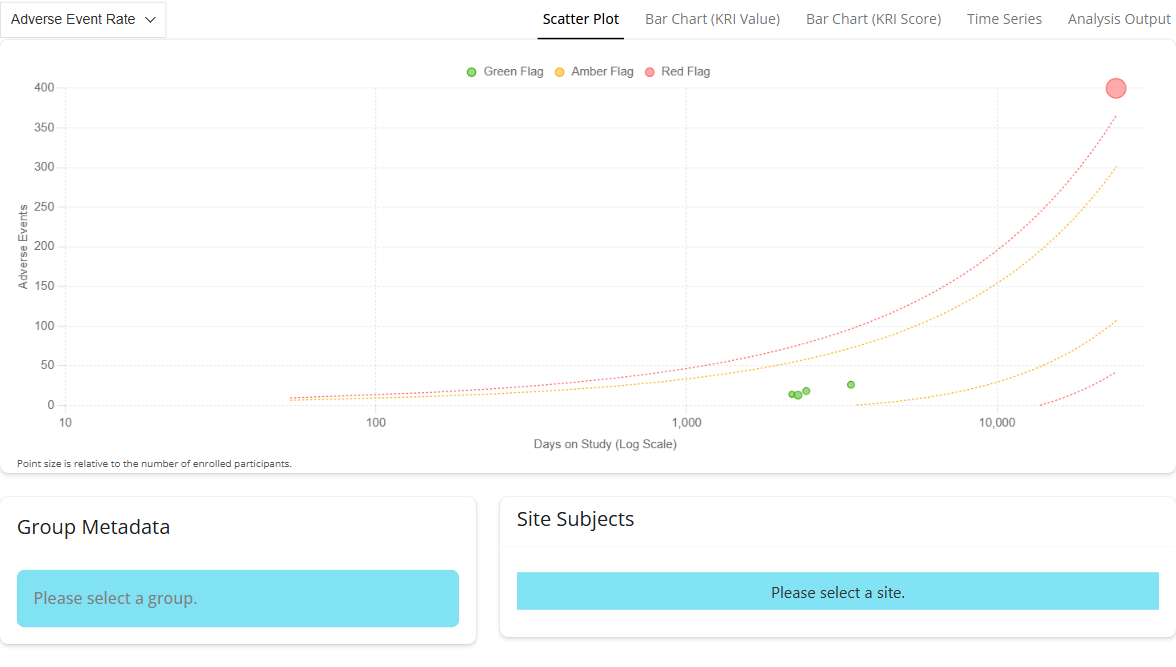 Adverse Event Rate
Scatter Plot Bar Chart (KRI Value) Bar Chart (KRI Score) Time Series Analysis Output
Green Flag Amber Flag Red Flag
400
350
300
250
200
150
100
50
0
Adverse Events
10 100 1,000 10,000
Days on Study (Log Scale)
Point size is relative to the number of enrolled participants.
Group Metadata
Please select a group.
Site Subjects
Please select a site.